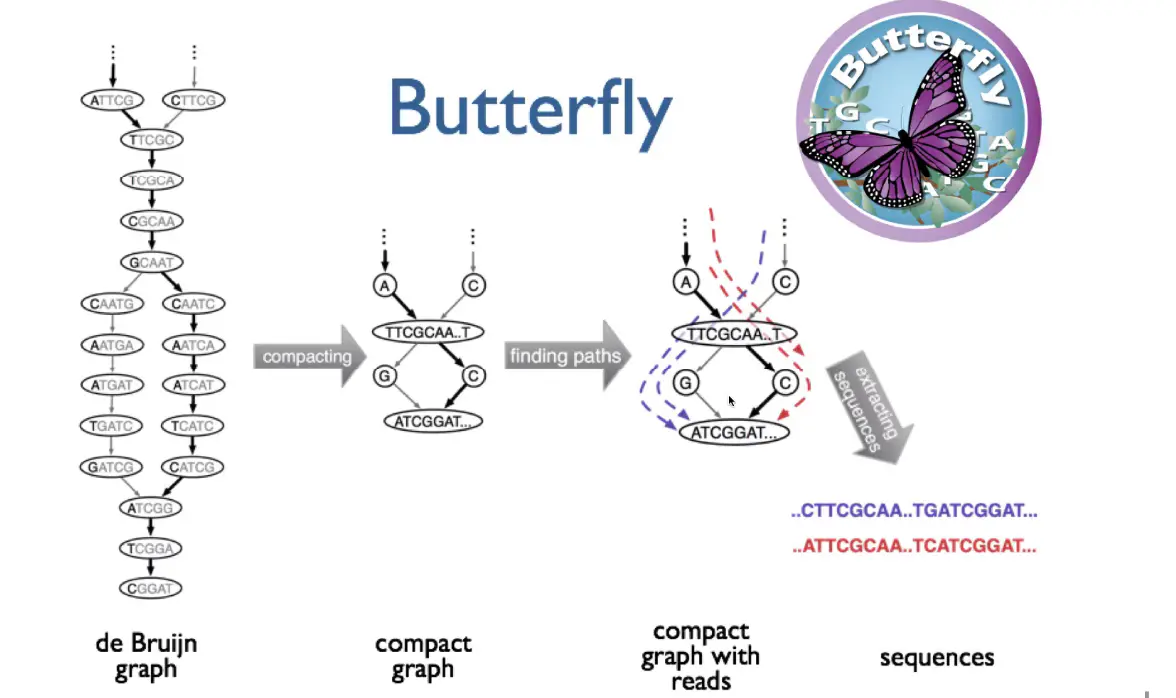 Butterfly
Butterfly
T G C G T A G A C
⋮ ⋮
ATTCG CTTCG
TTCGC
TCGCA
CGCAA
GCAAT
CAATG CAATC
AATGA AATCA
ATGAT ATCAT
TGATC TCATC
GATCG CATCG
ATCGG
TCGGA
CGGAT
de Bruijn
graph
compacting
⋮ ⋮
A C
TTCGCAA..T
G C
ATCGGAT...
compact
graph
finding paths
⋮ ⋮
A C
TTCGCAA..T
G C
ATCGGAT...
compact
graph with
reads
extracting
sequences
..CTTCGCAA..TGATCGGAT...
..ATTCGCAA..TCATCGGAT...
sequences